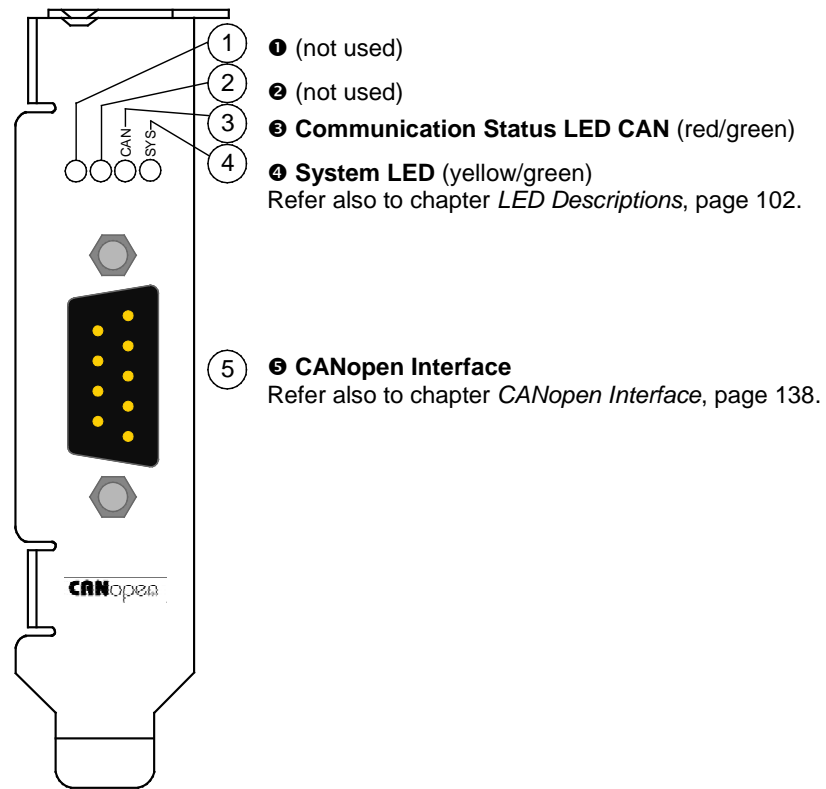 1
❶ (not used)
2
❷ (not used)
CAN
3
❸ Communication Status LED CAN (red/green)
SYS
4
❹ System LED (yellow/green)
Refer also to chapter LED Descriptions, page 102.
5
❺ CANopen Interface
Refer also to chapter CANopen Interface, page 138.
CANopen